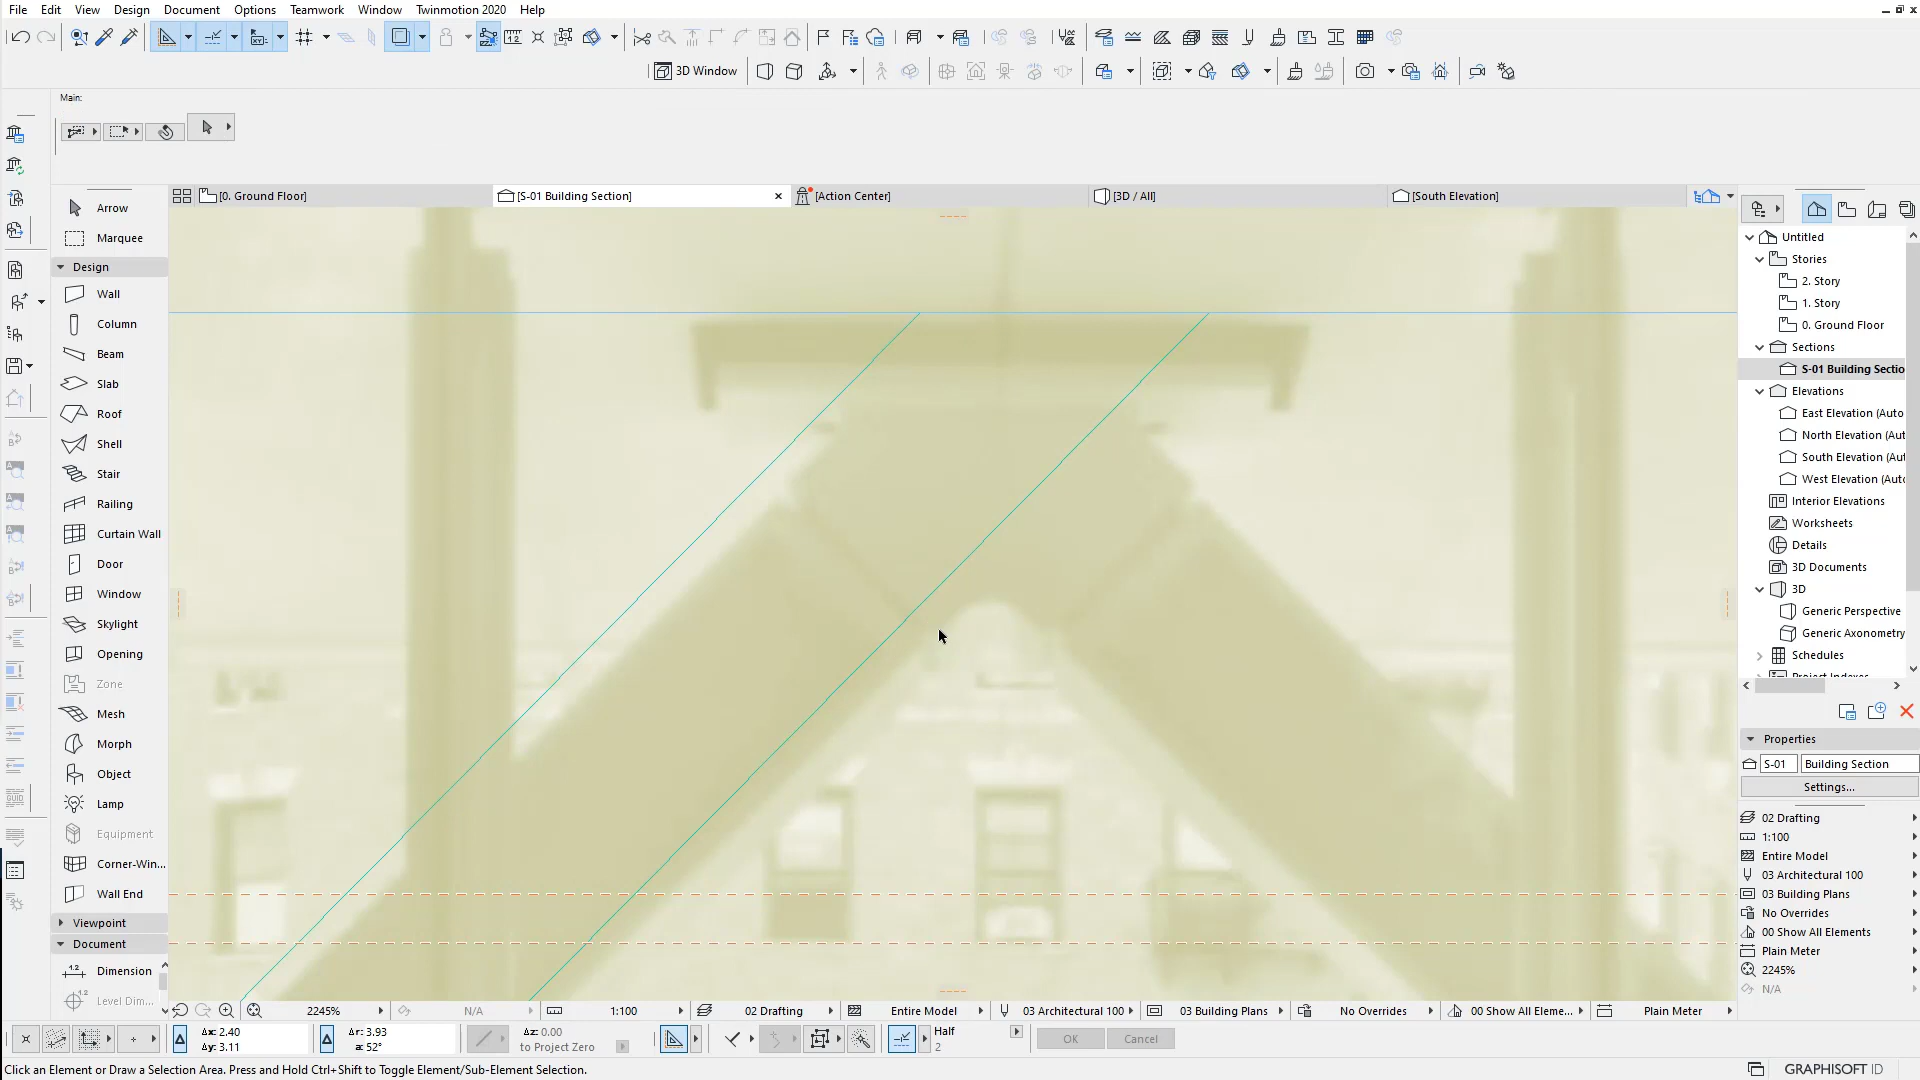 File Edit View Design Document Options Teamwork Window Twinmotion 2020 Help
3D Window
Main:
[0. Ground Floor]
[S-01 Building Section]
[Action Center]
[3D / All]
[South Elevation]
Arrow
Marquee
Design
Wall
Column
Beam
Slab
Roof
Shell
Stair
Railing
Curtain Wall
Door
Window
Skylight
Opening
Zone
Mesh
Morph
Object
Lamp
Equipment
Corner-Win...
Wall End
Viewpoint
Document
Dimension
Level Dim...
Untitled
Stories
2. Story
1. Story
0. Ground Floor
Sections
S-01 Building Sectio
Elevations
East Elevation (Auto
North Elevation (Aut
South Elevation (Aut
West Elevation (Auto
Interior Elevations
Worksheets
Details
3D Documents
3D
Generic Perspective
Generic Axonometry
Schedules
Project Indexes
Properties
S-01 Building Section
Settings...
02 Drafting
1:100
Entire Model
03 Architectural 100
03 Building Plans
No Overrides
00 Show All Elements
Plain Meter
2245%
N/A
2245% N/A 1:100 02 Drafting Entire Model 03 Architectural 100 03 Building Plans No Overrides 00 Show All Eleme... Plain Meter
Δx: 2.40 Δr: 3.93 Δz: 0.00 Half
Δy: 3.11 a: 52° to Project Zero 2
OK Cancel
Click an Element or Draw a Selection Area. Press and Hold Ctrl+Shift to Toggle Element/Sub-Element Selection.
GRAPHISOFT ID